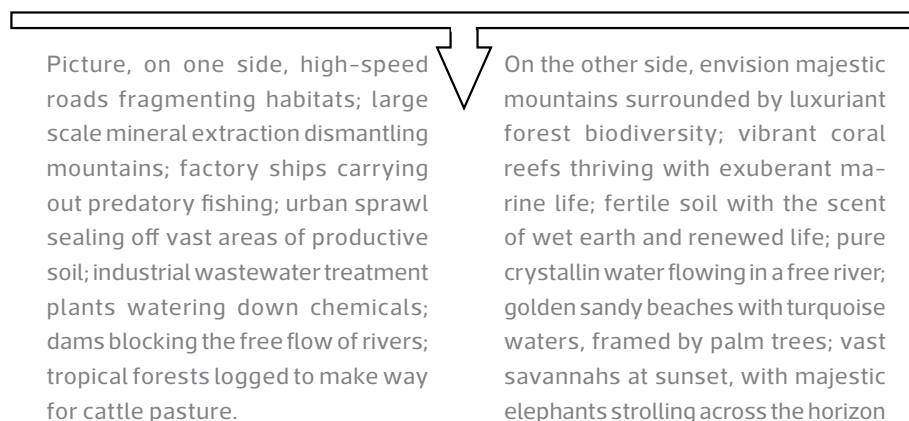 Picture, on one side, high-speed
roads fragmenting habitats; large
scale mineral extraction dismantling
mountains; factory ships carrying
out predatory fishing; urban sprawl
sealing off vast areas of productive
soil; industrial wastewater treatment
plants watering down chemicals;
dams blocking the free flow of rivers;
tropical forests logged to make way
for cattle pasture.
On the other side, envision majestic
mountains surrounded by luxuriant
forest biodiversity; vibrant coral
reefs thriving with exuberant ma-
rine life; fertile soil with the scent
of wet earth and renewed life; pure
crystallin water flowing in a free river;
golden sandy beaches with turquoise
waters, framed by palm trees; vast
savannahs at sunset, with majestic
elephants strolling across the horizon